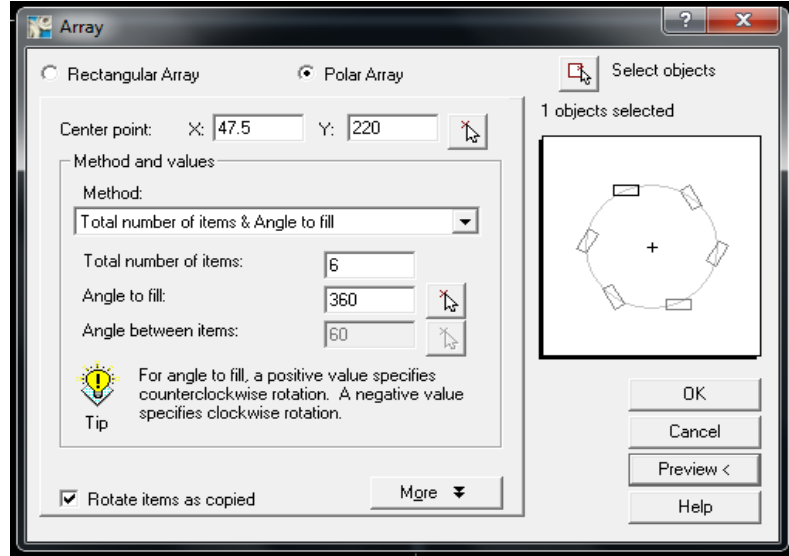 Array
Rectangular Array
Polar Array
Select objects
1 objects selected
Center point: X: 47.5 Y: 220
Method and values
Method:
Total number of items & Angle to fill
Total number of items: 6
Angle to fill: 360
Angle between items: 60
For angle to fill, a positive value specifies
counterclockwise rotation. A negative value
specifies clockwise rotation.
Tip
Rotate items as copied
More
OK
Cancel
Preview <
Help